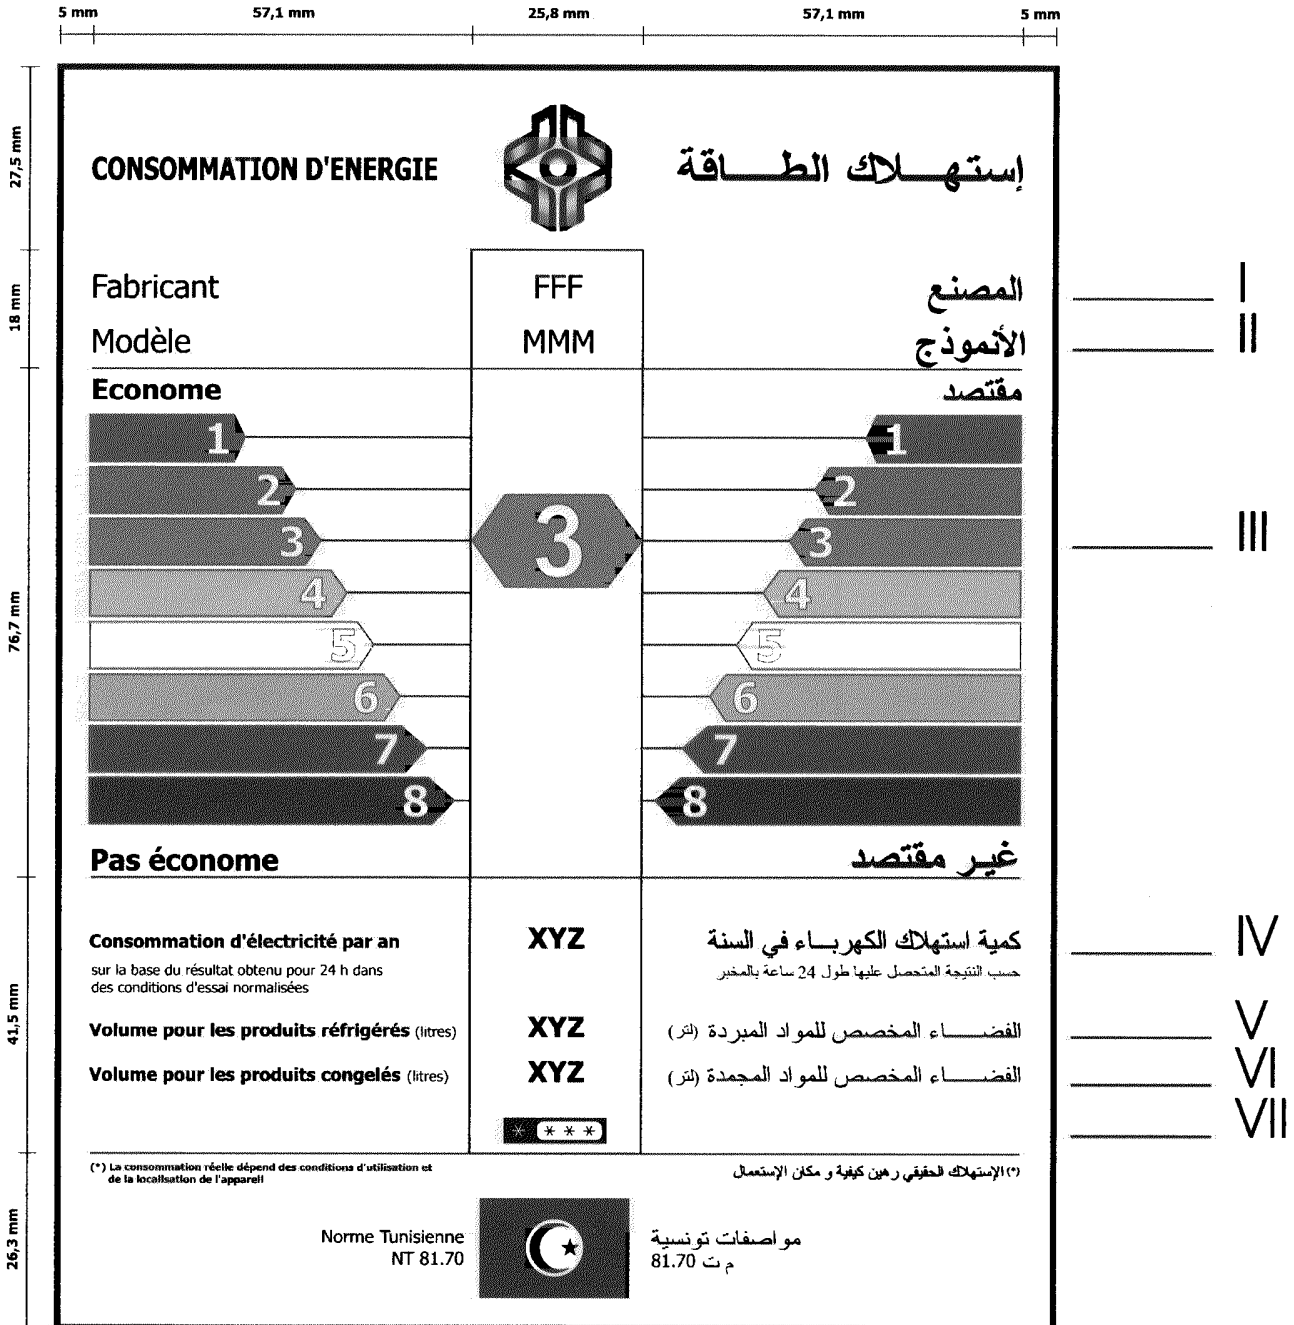 5 mm 57,1 mm 25,8 mm 57,1 mm 5 mm
27,5 mm
CONSOMMATION D'ENERGIE
إستهـــلاك الطـــاقة
18 mm
Fabricant FFF المصنع I
Modèle MMM الأنموذج II
Econome مقتصد
76,7 mm
1 1
2 2
3 3 3 III
4 4
5 5
6 6
7 7
8 8
Pas économe غير مقتصد
41,5 mm
Consommation d'électricité par an XYZ كمية استهلاك الكهربـــاء في السنة IV
sur la base du résultat obtenu pour 24 h dans حسب النتيجة المتحصل عليها طول 24 ساعة بالمخبر
des conditions d'essai normalisées
Volume pour les produits réfrigérés (litres) XYZ الفضـــــاء المخصص للمواد المبردة (لتر) V
Volume pour les produits congelés (litres) XYZ الفضـــــاء المخصص للمواد المجمدة (لتر) VI
* * * * VII
(*) La consommation réelle dépend des conditions d'utilisation et
de la localisation de l'appareil
(*) الإستهلاك الحقيقي رهين كيفية و مكان الإستعمال
26,3 mm
Norme Tunisienne مواصفات تونسية
NT 81.70 م ت 81.70